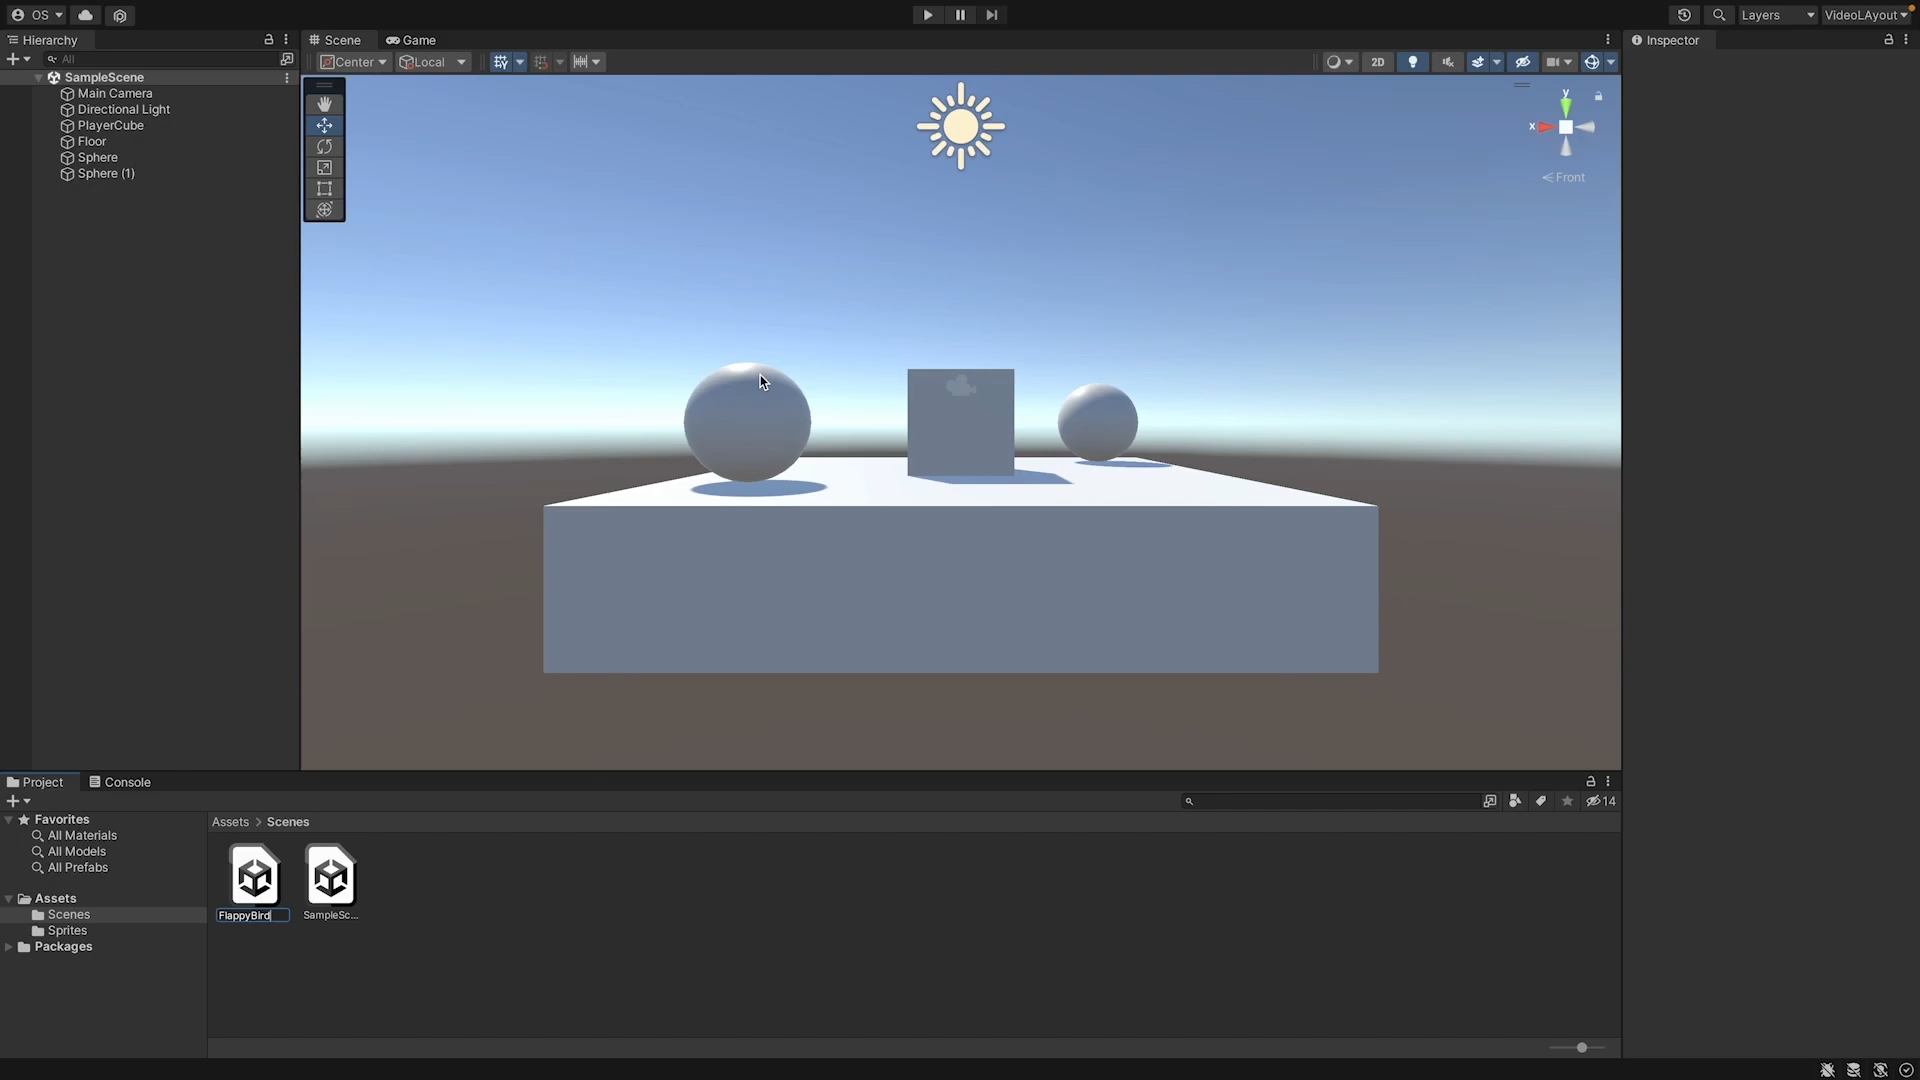 OS
Layers
VideoLAyout
Hierarchy
Scene
Game
Inspector
All
Center
Local
2D
SampleScene
Main Camera
Directional Light
PlayerCube
Floor
Sphere
Sphere (1)
y
x
Front
Project
Console
14
Favorites
All Materials
All Models
All Prefabs
Assets
Scenes
Sprites
Packages
Assets > Scenes
FlappyBird
SampleSc...